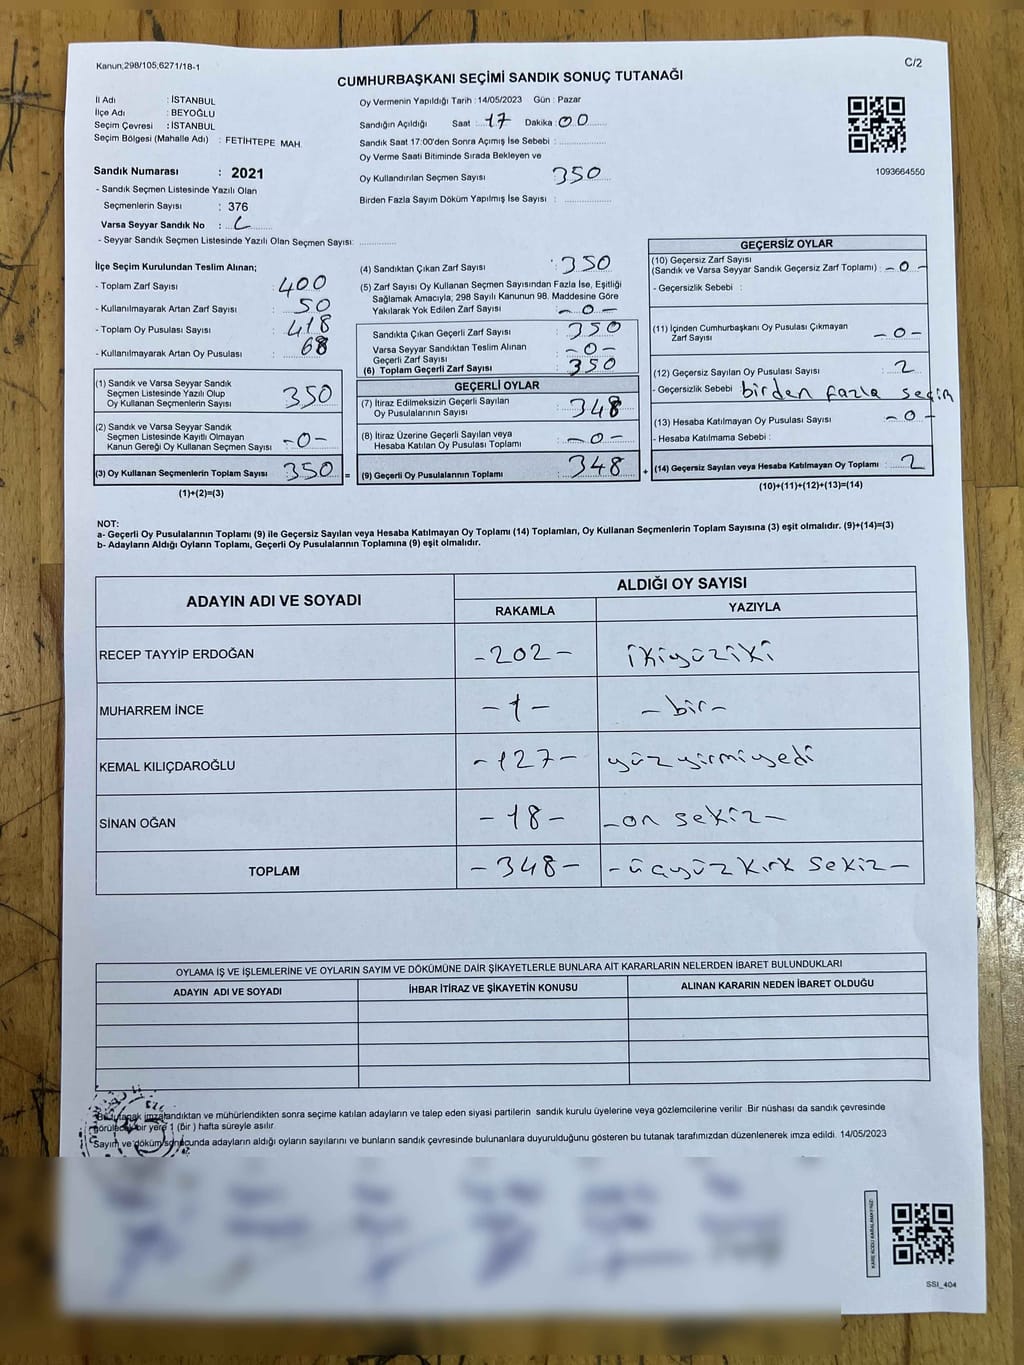 Kanun;298/105,6271/18-1
C/2
CUMHURBAŞKANI SEÇİMİ SANDIK SONUÇ TUTANAĞI
İl Adı : İSTANBUL
İlçe Adı : BEYOĞLU
Seçim Çevresi : İSTANBUL
Seçim Bölgesi (Mahalle Adı) : FETİHTEPE MAH.
Sandık Numarası : 2021
- Sandık Seçmen Listesinde Yazılı Olan
Seçmenlerin Sayısı : 376
Varsa Seyyar Sandık No :
- Seyyar Sandık Seçmen Listesinde Yazılı Olan Seçmen Sayısı: ............
Oy Vermenin Yapıldığı Tarih : 14/05/2023 Gün : Pazar
Sandığın Açıldığı Saat : 17 Dakika : 00
Sandık Saat 17:00'den Sonra Açımış İse Sebebi : ............
Oy Verme Saati Bitiminde Sırada Bekleyen ve
Oy Kullandırılan Seçmen Sayısı 350
Birden Fazla Sayım Döküm Yapılmış İse Sayısı : ............
1093664550
İlçe Seçim Kurulundan Teslim Alınan;
- Toplam Zarf Sayısı : 400
- Kullanılmayarak Artan Zarf Sayısı : 50
- Toplam Oy Pusulası Sayısı : 418
- Kullanılmayarak Artan Oy Pusulası : 68
(1) Sandık ve Varsa Seyyar Sandık
Seçmen Listesinde Yazılı Olup
Oy Kullanan Seçmenlerin Sayısı : 350
(2) Sandık ve Varsa Seyyar Sandık
Seçmen Listesinde Kayıtlı Olmayan
Kanun Gereği Oy Kullanan Seçmen Sayısı -0-
(3) Oy Kullanan Seçmenlerin Toplam Sayısı 350 =
(1)+(2)=(3)
(4) Sandıktan Çıkan Zarf Sayısı : 350
(5) Zarf Sayısı Oy Kullanan Seçmen Sayısından Fazla İse, Eşitliği
Sağlamak Amacıyla, 298 Sayılı Kanunun 98. Maddesine Göre
Yakılarak Yok Edilen Zarf Sayısı : -0-
Sandıkta Çıkan Geçerli Zarf Sayısı : 350
Varsa Seyyar Sandıktan Teslim Alınan
Geçerli Zarf Sayısı : -0-
(6) Toplam Geçerli Zarf Sayısı : 350
GEÇERLİ OYLAR
(7) İtiraz Edilmeksizin Geçerli Sayılan
Oy Pusulalarının Sayısı : 348
(8) İtiraz Üzerine Geçerli Sayılan veya
Hesaba Katılan Oy Pusulası Toplamı : -0-
(9) Geçerli Oy Pusulalarının Toplamı : 348 +
GEÇERSİZ OYLAR
(10) Geçersiz Zarf Sayısı
(Sandık ve Varsa Seyyar Sandık Geçersiz Zarf Toplamı) : -0-
- Geçersizlik Sebebi :
(11) İçinden Cumhurbaşkanı Oy Pusulası Çıkmayan
Zarf Sayısı -0-
(12) Geçersiz Sayılan Oy Pusulası Sayısı : 2
- Geçersizlik Sebebi : birden fazla seçim
(13) Hesaba Katılmayan Oy Pusulası Sayısı : -0-
- Hesaba Katılmama Sebebi :
(14) Geçersiz Sayılan veya Hesaba Katılmayan Oy Toplamı : 2
(10)+(11)+(12)+(13)=(14)
NOT:
a- Geçerli Oy Pusulalarının Toplamı (9) ile Geçersiz Sayılan veya Hesaba Katılmayan Oy Toplamı (14) Toplamları, Oy Kullanan Seçmenlerin Toplam Sayısına (3) eşit olmalıdır. (9)+(14)=(3)
b- Adayların Aldığı Oyların Toplamı, Geçerli Oy Pusulalarının Toplamına (9) eşit olmalıdır.
ADAYIN ADI VE SOYADI
ALDIĞI OY SAYISI
RAKAMLA YAZIYLA
RECEP TAYYİP ERDOĞAN -202- ikiyüziki
MUHARREM İNCE -1- -bir-
KEMAL KILIÇDAROĞLU -127- yüzyirmiyedi
SİNAN OĞAN -18- -on sekiz-
TOPLAM -348- -üçyüz kırk sekiz-
OYLAMA İŞ VE İŞLEMLERİNE VE OYLARIN SAYIM VE DÖKÜMÜNE DAİR ŞİKAYETLERLE BUNLARA AİT KARARLARIN NELERDEN İBARET BULUNDUKLARI
ADAYIN ADI VE SOYADI İHBAR İTİRAZ VE ŞİKAYETİN KONUSU ALINAN KARARIN NEDEN İBARET OLDUĞU
Bu tutanak imzalandıktan ve mühürlendikten sonra seçime katılan adayların ve talep eden siyasi partilerin sandık kurulu üyelerine veya gözlemcilerine verilir. Bir nüshası da sandık çevresinde
görülecek bir yere 1 (bir ) hafta süreyle asılır.
Sayım ve döküm sonucunda adayların aldığı oyların sayılarını ve bunların sandık çevresinde bulunanlara duyurulduğunu gösteren bu tutanak tarafımızdan düzenlenerek imza edildi. 14/05/2023
SSI_404